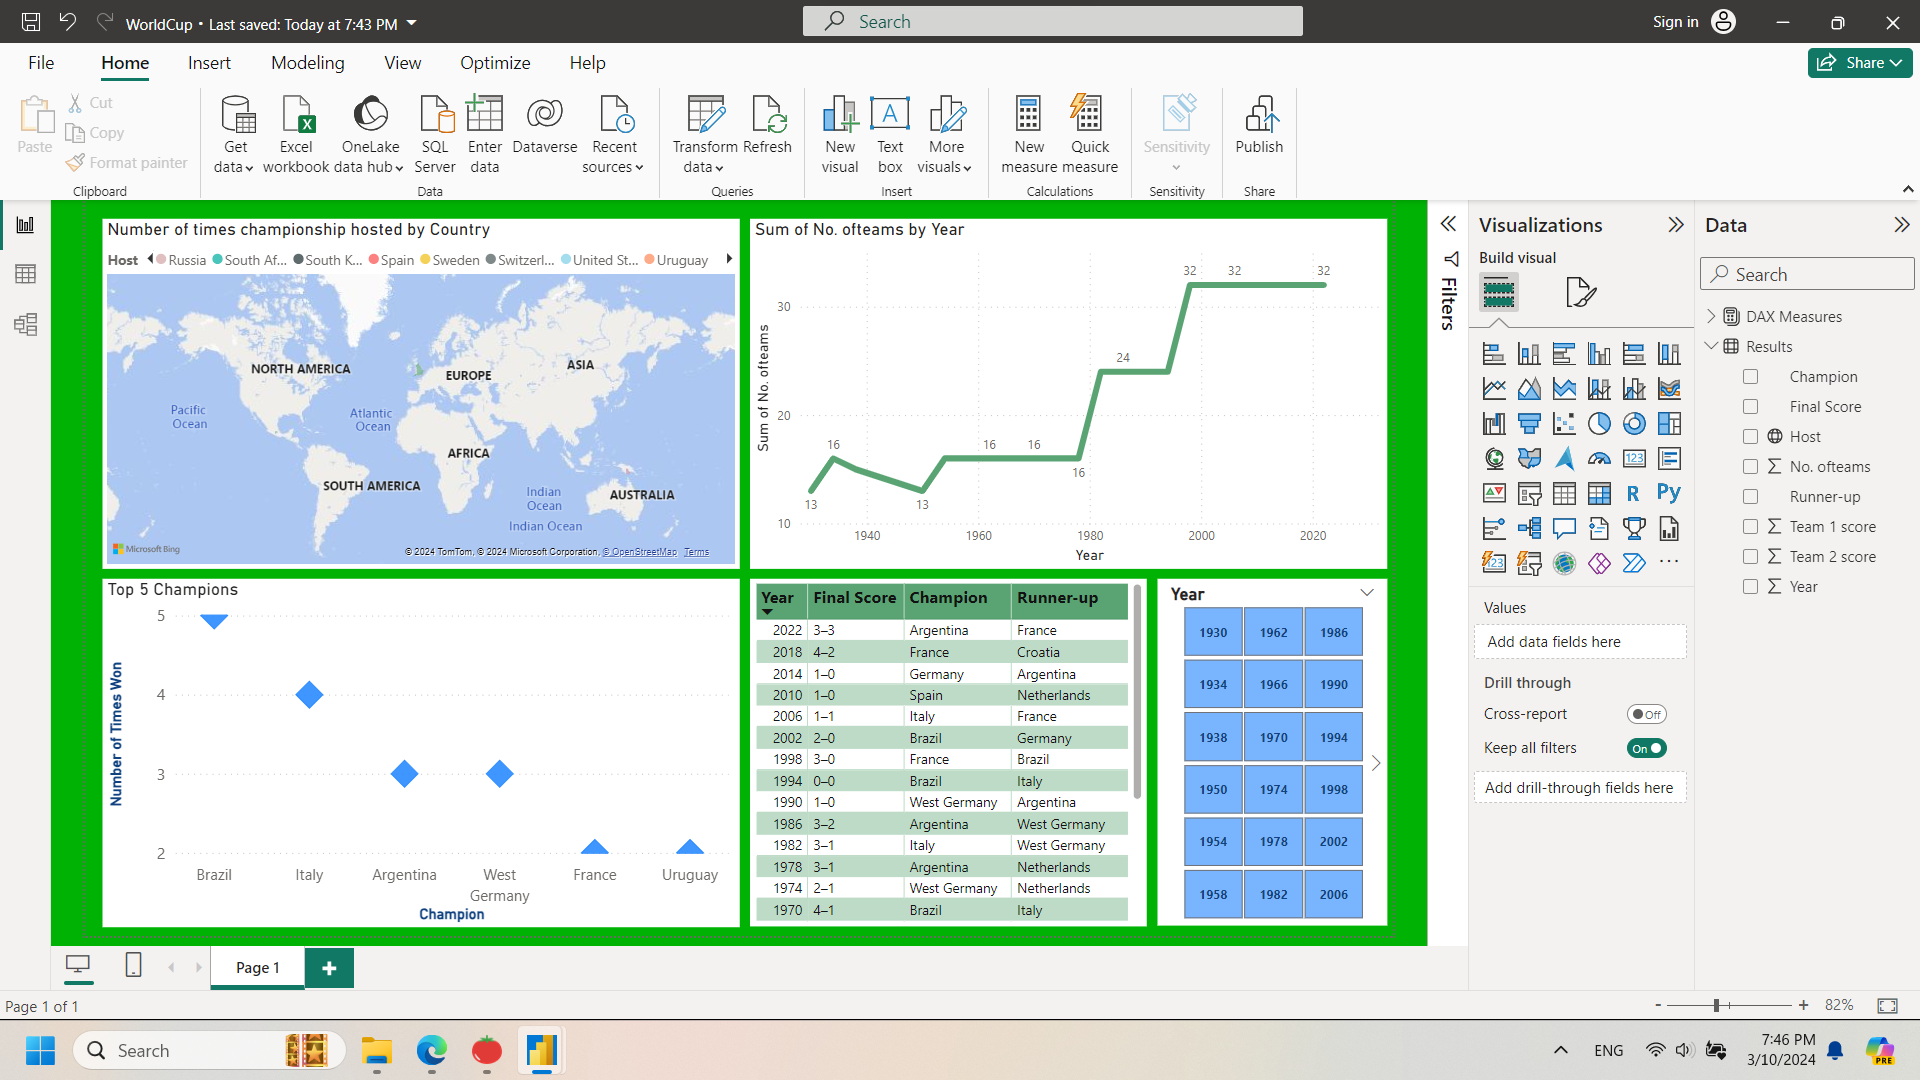 WorldCup • Last saved: Today at 7:43 PM
Search
Sign in
File
Home
Insert
Modeling
View
Optimize
Help
Share
Paste
Cut
Copy
Format painter
Clipboard
Get data
Excel workbook
OneLake data hub
SQL Server
Enter data
Dataverse
Recent sources
Data
Transform data
Refresh
Queries
New visual
Text box
More visuals
Insert
New measure
Quick measure
Calculations
Sensitivity
Sensitivity
Publish
Share
Number of times championship hosted by Country
Host Russia South Af... South K... Spain Sweden Switzerl... United St... Uruguay
NORTH AMERICA
EUROPE
ASIA
Pacific
Ocean
Atlantic
Ocean
AFRICA
SOUTH AMERICA
Indian
Ocean
AUSTRALIA
Indian Ocean
Microsoft Bing
© 2024 TomTom, © 2024 Microsoft Corporation, © OpenStreetMap Terms
Sum of No. ofteams by Year
Sum of No. ofteams
30
20
10
13
16
13
16
16
16
24
32
32
32
1940 1960 1980 2000 2020
Year
Top 5 Champions
Number of Times Won
5
4
3
2
Brazil
Italy
Argentina
West Germany
France
Uruguay
Champion
Year Final Score Champion Runner-up
2022 3–3 Argentina France
2018 4–2 France Croatia
2014 1–0 Germany Argentina
2010 1–0 Spain Netherlands
2006 1–1 Italy France
2002 2–0 Brazil Germany
1998 3–0 France Brazil
1994 0–0 Brazil Italy
1990 1–0 West Germany Argentina
1986 3–2 Argentina West Germany
1982 3–1 Italy West Germany
1978 3–1 Argentina Netherlands
1974 2–1 West Germany Netherlands
1970 4–1 Brazil Italy
Year
1930 1962 1986
1934 1966 1990
1938 1970 1994
1950 1974 1998
1954 1978 2002
1958 1982 2006
Filters
Visualizations
Build visual
123
R
Py
123
Values
Add data fields here
Drill through
Cross-report
Off
Keep all filters
On
Add drill-through fields here
Data
Search
DAX Measures
Results
Champion
Final Score
Host
No. ofteams
Runner-up
Team 1 score
Team 2 score
Year
Page 1
Page 1 of 1
- + 82%
Search
ENG
7:46 PM
3/10/2024
PRE